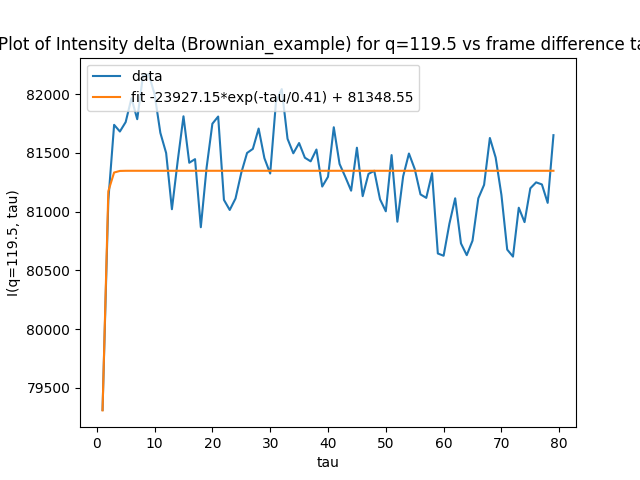 Plot of Intensity delta (Brownian_example) for q=119.5 vs frame difference ta
data
fit -23927.15*exp(-tau/0.41) + 81348.55
82000
81500
81000
80500
80000
79500
I(q=119.5, tau)
0 10 20 30 40 50 60 70 80
tau